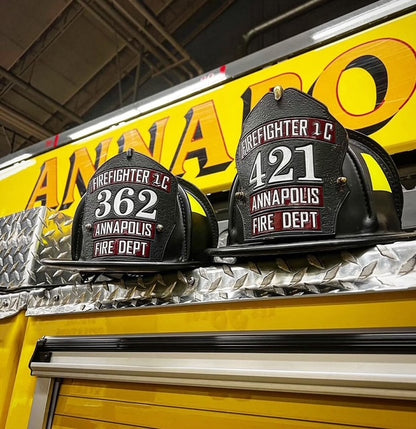 ANNAPO
FIREFIGHTER 1C
362
ANNAPOLIS
FIRE DEPT
FIREFIGHTER 1C
421
ANNAPOLIS
FIRE DEPT